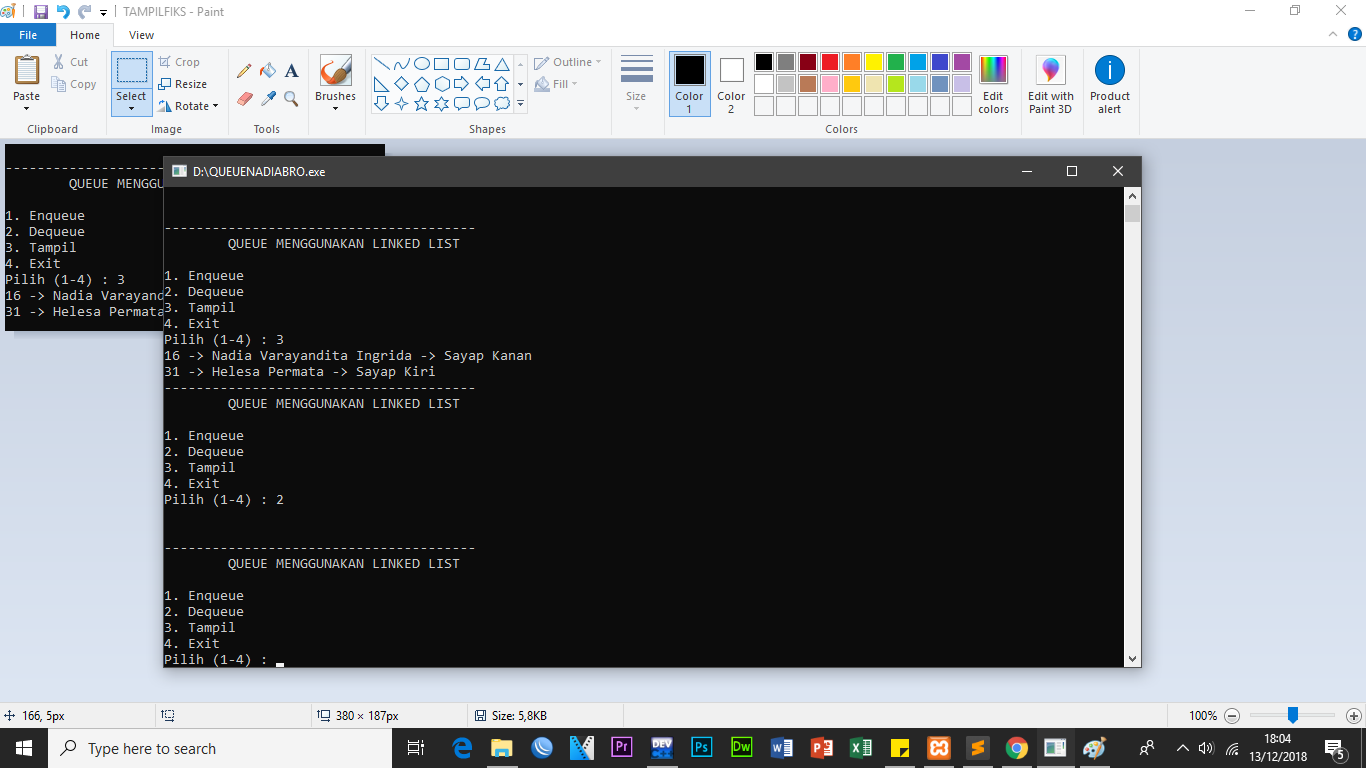 TAMPILFIKS - Paint
File
Home
View
Paste
Cut
Copy
Clipboard
Select
Crop
Resize
Rotate
Image
A
Tools
Brushes
Outline
Fill
Shapes
Size
Color
1
Color
2
Edit
colors
Colors
Edit with
Paint 3D
Product
alert
---------------------
QUEUE MENGGU
1. Enqueue
2. Dequeue
3. Tampil
4. Exit
Pilih (1-4) : 3
16 -> Nadia Varayand
31 -> Helesa Permata
D:\QUEUENADIABRO.exe
---------------------------------------
QUEUE MENGGUNAKAN LINKED LIST
1. Enqueue
2. Dequeue
3. Tampil
4. Exit
Pilih (1-4) : 3
16 -> Nadia Varayandita Ingrida -> Sayap Kanan
31 -> Helesa Permata -> Sayap Kiri
---------------------------------------
QUEUE MENGGUNAKAN LINKED LIST
1. Enqueue
2. Dequeue
3. Tampil
4. Exit
Pilih (1-4) : 2
---------------------------------------
QUEUE MENGGUNAKAN LINKED LIST
1. Enqueue
2. Dequeue
3. Tampil
4. Exit
Pilih (1-4) :
166, 5px
380 × 187px
Size: 5,8KB
100%
Type here to search
Pr
DEV
Ps
Dw
18:04
13/12/2018
5